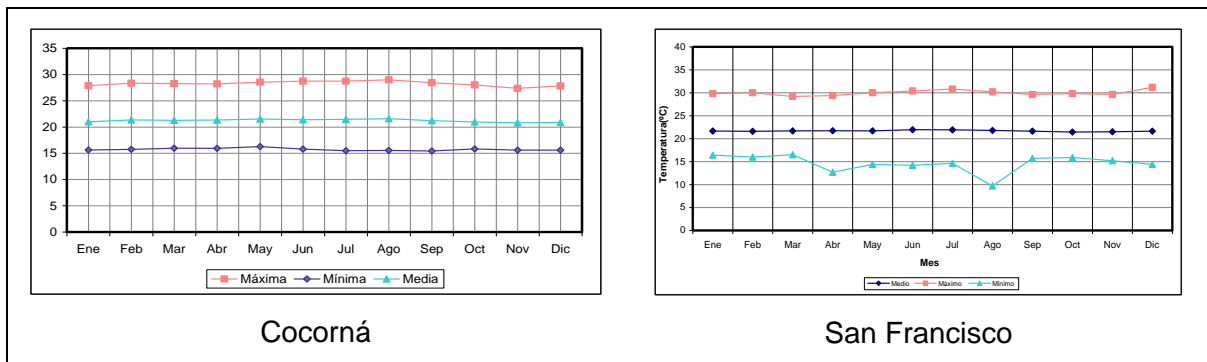 35
30
25
20
15
10
5
0
Ene Feb Mar Abr May Jun Jul Ago Sep Oct Nov Dic
Máxima Mínima Media
Cocorná
40
35
30
25
20
15
10
5
0
Temperatura(ºC)
Ene Feb Mar Abr May Jun Jul Ago Sep Oct Nov Dic
Mes
Medio Máximo Mínimo
San Francisco